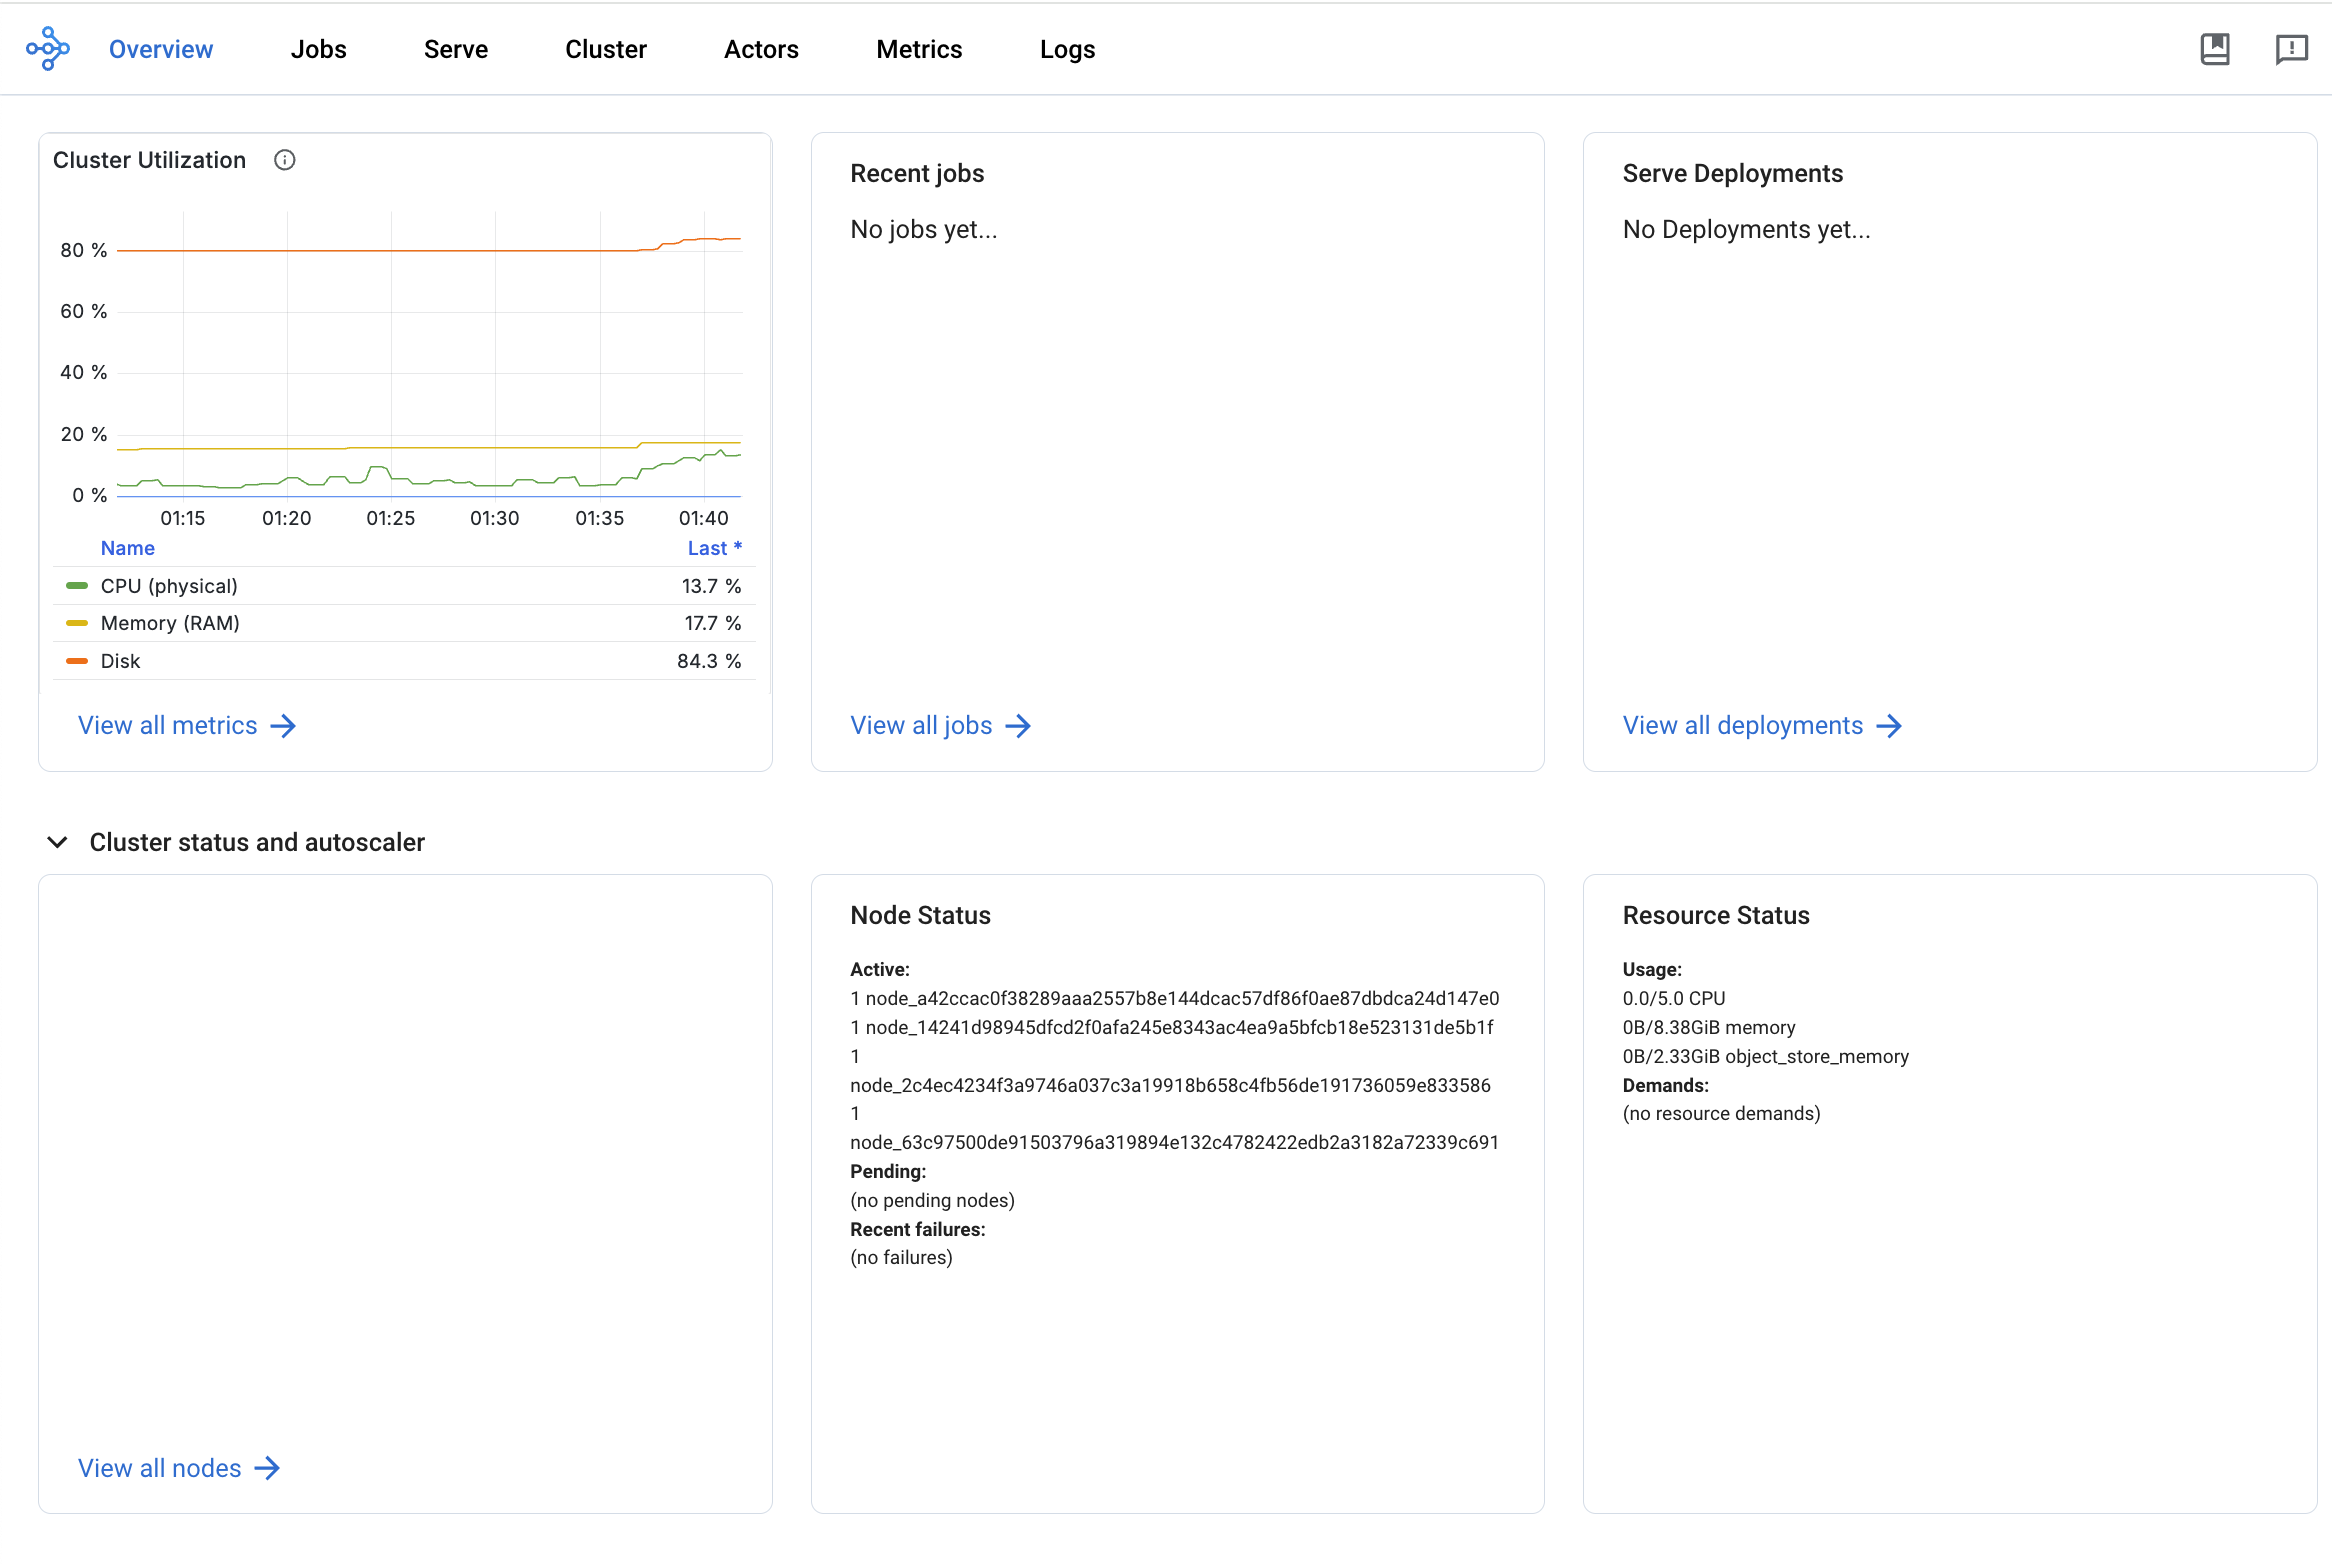 Overview Jobs Serve Cluster Actors Metrics Logs
Cluster Utilization
80 %
60 %
40 %
20 %
0 %
01:15 01:20 01:25 01:30 01:35 01:40
Name Last *
CPU (physical) 13.7 %
Memory (RAM) 17.7 %
Disk 84.3 %
View all metrics
Recent jobs
No jobs yet...
View all jobs
Serve Deployments
No Deployments yet...
View all deployments
Cluster status and autoscaler
View all nodes
Node Status
Active:
1 node_a42ccac0f38289aaa2557b8e144dcac57df86f0ae87dbdca24d147e0
1 node_14241d98945dfcd2f0afa245e8343ac4ea9a5bfcb18e523131de5b1f
1
node_2c4ec4234f3a9746a037c3a19918b658c4fb56de191736059e833586
1
node_63c97500de91503796a319894e132c4782422edb2a3182a72339c691
Pending:
(no pending nodes)
Recent failures:
(no failures)
Resource Status
Usage:
0.0/5.0 CPU
0B/8.38GiB memory
0B/2.33GiB object_store_memory
Demands:
(no resource demands)